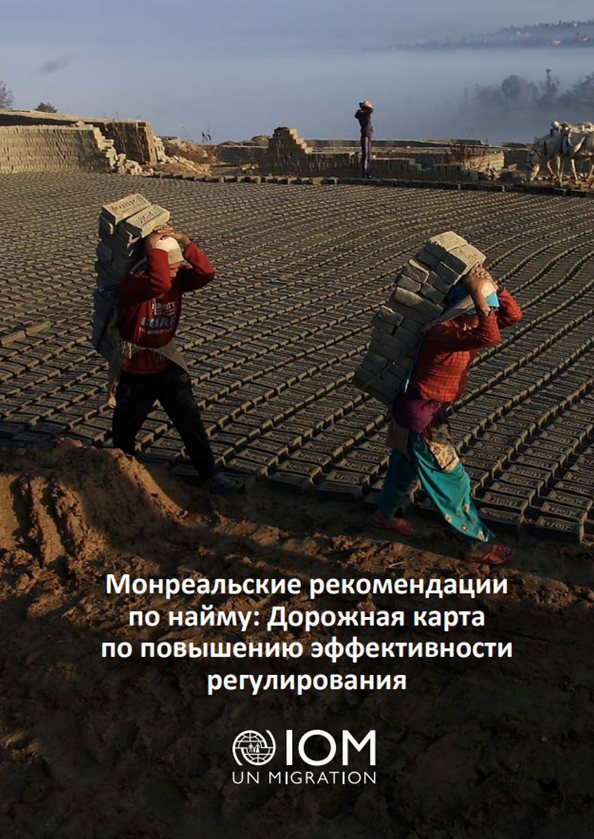 Монреальские рекомендации
по найму: Дорожная карта
по повышению эффективности
регулирования
IOM
UN MIGRATION